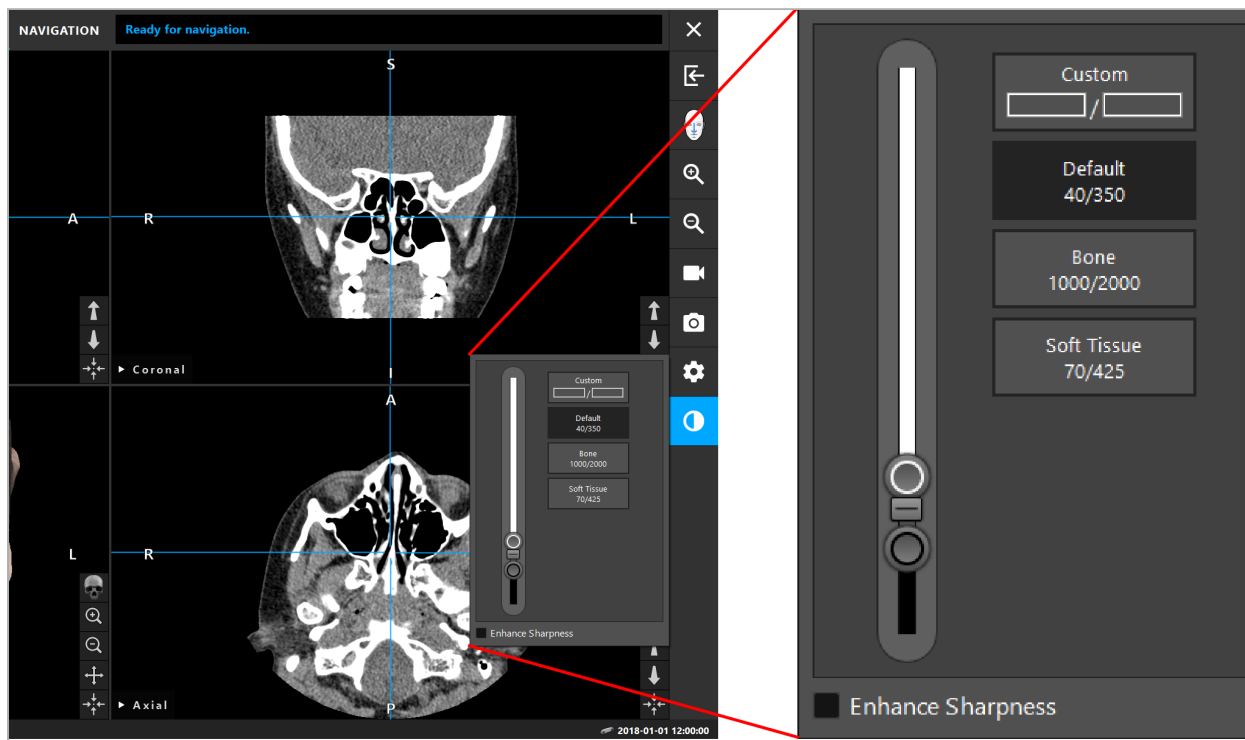 NAVIGATION
Ready for navigation.
S
A
R
L
I
▸ Coronal
A
L
R
P
▸ Axial
Custom
/
Default
40/350
Bone
1000/2000
Soft Tissue
70/425
Enhance Sharpness
2018-01-01 12:00:00
Custom
/
Default
40/350
Bone
1000/2000
Soft Tissue
70/425
Enhance Sharpness